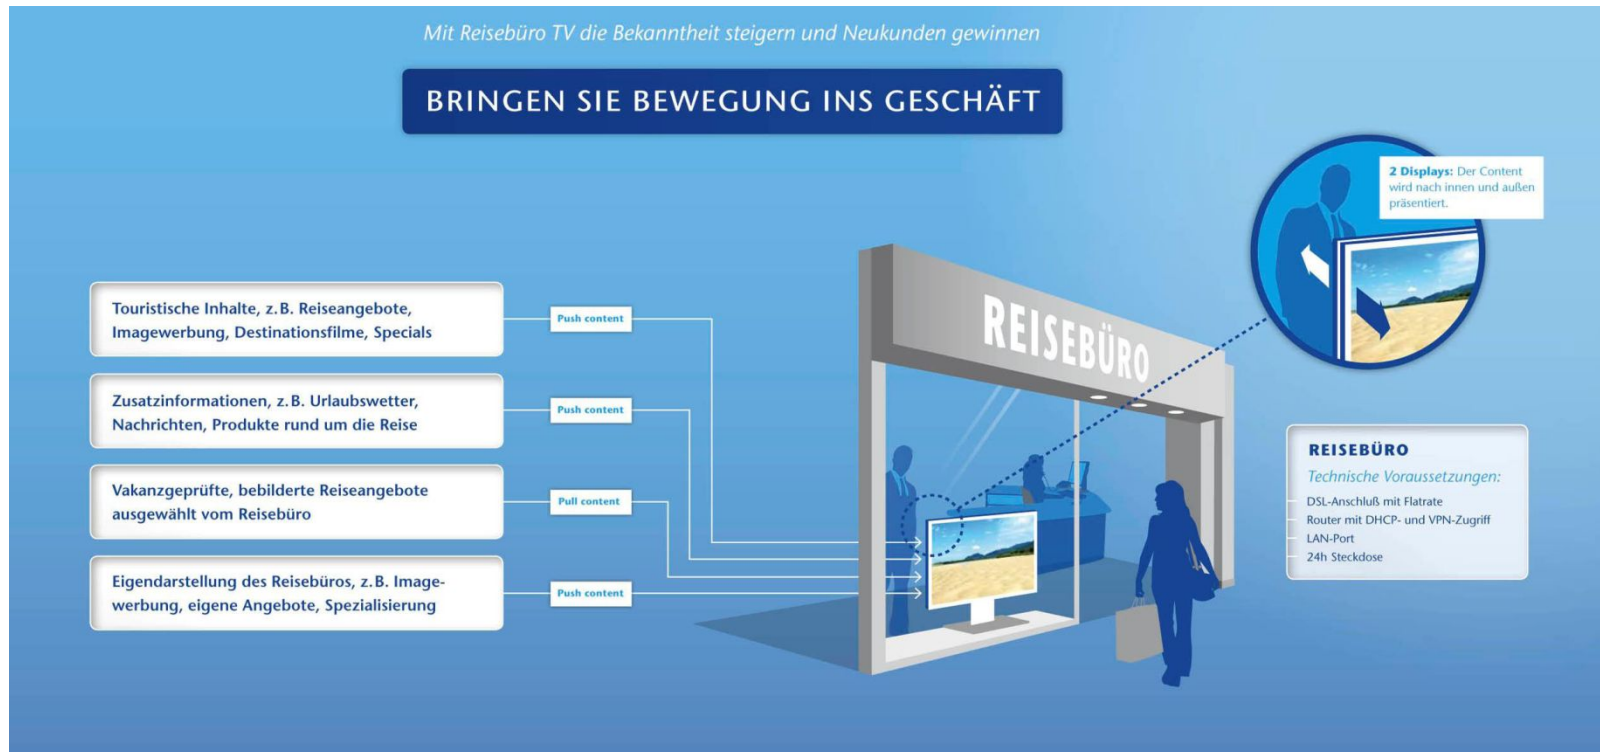 Mit Reisebüro TV die Bekanntheit steigern und Neukunden gewinnen
BRINGEN SIE BEWEGUNG INS GESCHÄFT
2 Displays: Der Content
wird nach innen und außen
präsentiert.
Touristische Inhalte, z.B. Reiseangebote,
Imagewerbung, Destinationsfilme, Specials
Push content
Zusatzinformationen, z.B. Urlaubswetter,
Nachrichten, Produkte rund um die Reise
Push content
Vakanzgeprüfte, bebilderte Reiseangebote
ausgewählt vom Reisebüro
Pull content
Eigendarstellung des Reisebüros, z.B. Image-
werbung, eigene Angebote, Spezialisierung
Push content
REISEBÜRO
REISEBÜRO
Technische Voraussetzungen:
DSL-Anschluß mit Flatrate
Router mit DHCP- und VPN-Zugriff
LAN-Port
24h Steckdose